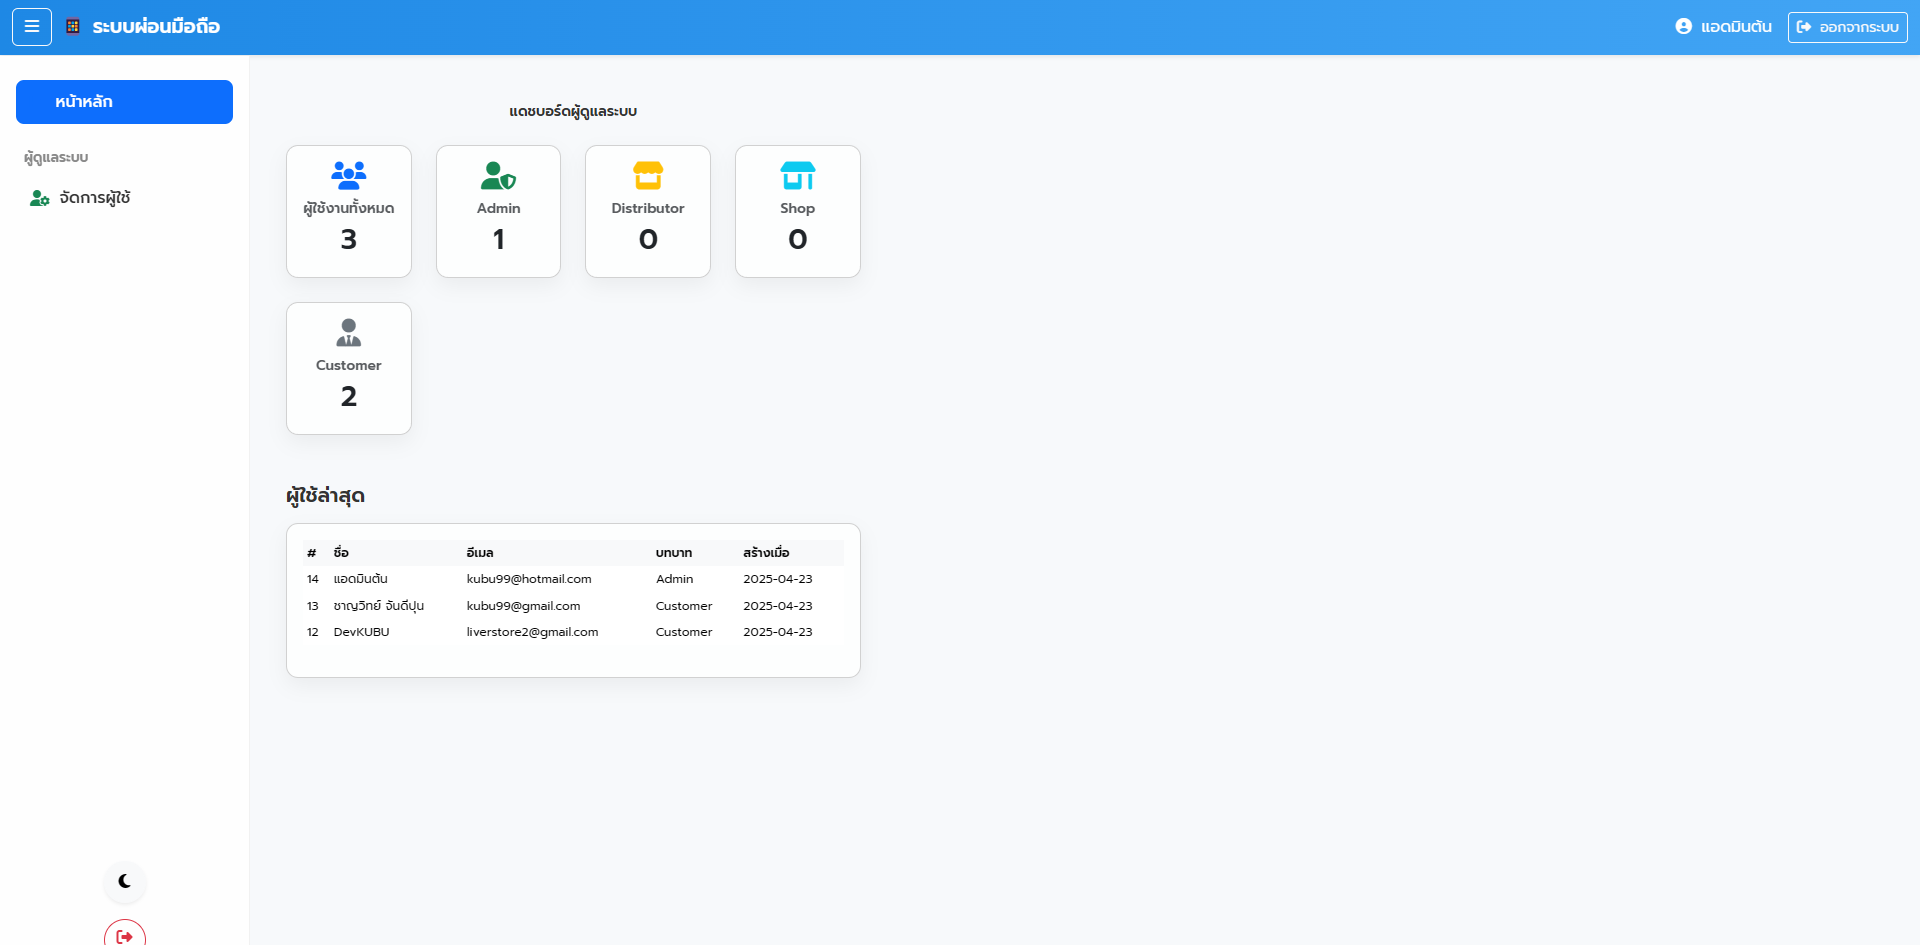 ระบบผ่อนมือถือ
แอดมินต้น
ออกจากระบบ
หน้าหลัก
ผู้ดูแลระบบ
จัดการผู้ใช้
แดชบอร์ดผู้ดูแลระบบ
ผู้ใช้งานทั้งหมด
3
Admin
1
Distributor
0
Shop
0
Customer
2
ผู้ใช้ล่าสุด
# ชื่อ อีเมล บทบาท สร้างเมื่อ
14 แอดมินต้น kubu99@hotmail.com Admin 2025-04-23
13 ชาญวิทย์ จันดีปุน kubu99@gmail.com Customer 2025-04-23
12 DevKUBU liverstore2@gmail.com Customer 2025-04-23